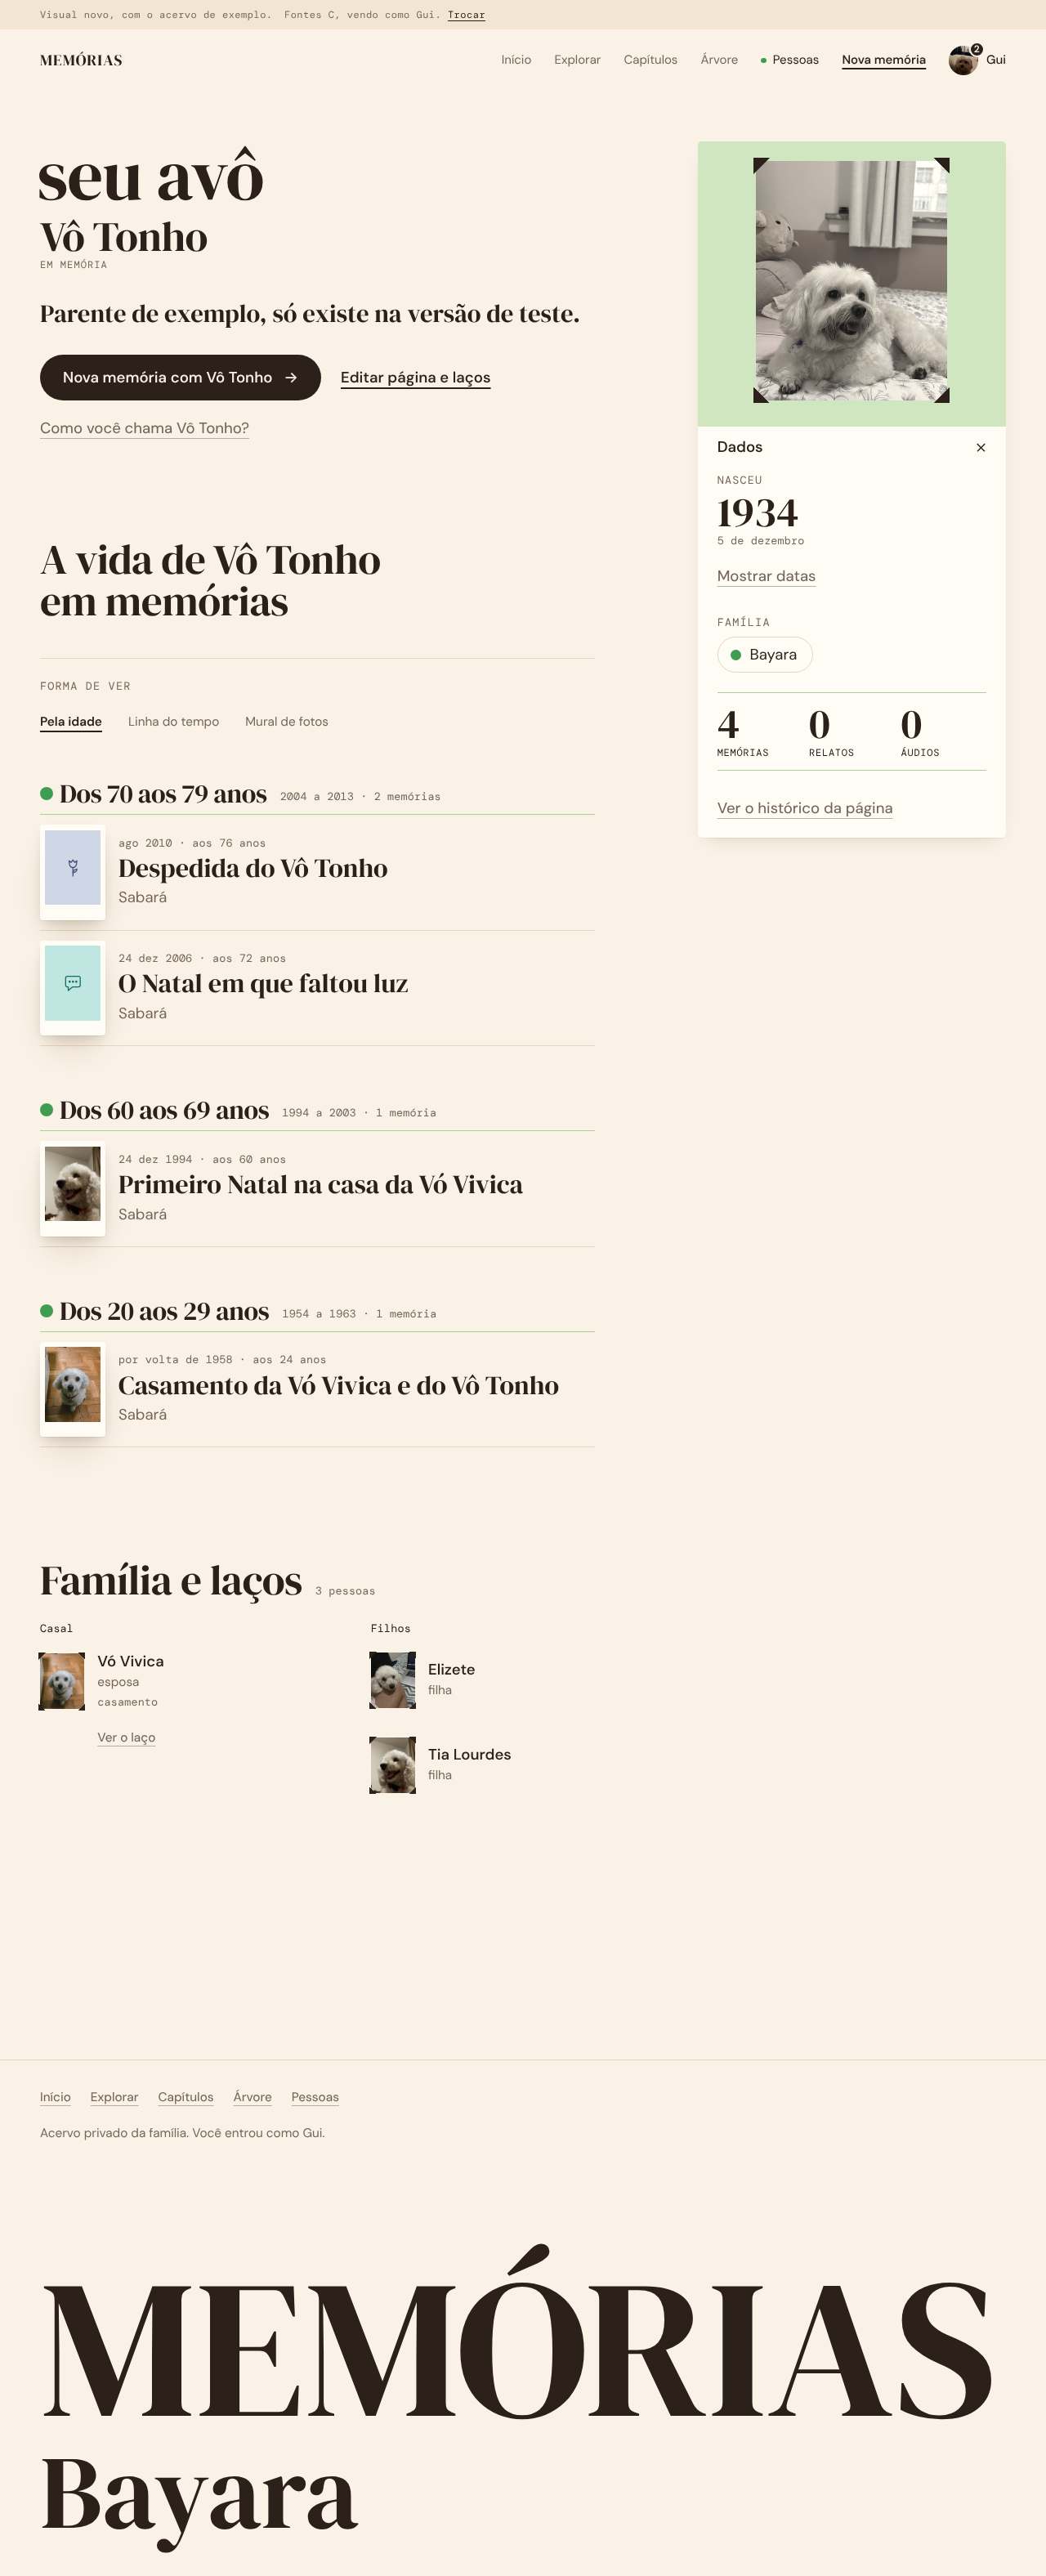 Visual novo, com o acervo de exemplo. Fontes C, vendo como Gui. Trocar
MEMÓRIAS
Início Explorar Capítulos Árvore Pessoas Nova memória 2 Gui
seu avô
Vô Tonho
EM MEMÓRIA
Parente de exemplo, só existe na versão de teste.
Nova memória com Vô Tonho → Editar página e laços
Como você chama Vô Tonho?
Dados ×
NASCEU
1934
5 de dezembro
Mostrar datas
FAMÍLIA
Bayara
4 0 0
MEMÓRIAS RELATOS ÁUDIOS
Ver o histórico da página
A vida de Vô Tonho
em memórias
FORMA DE VER
Pela idade Linha do tempo Mural de fotos
Dos 70 aos 79 anos 2004 a 2013 · 2 memórias
ago 2010 · aos 76 anos
Despedida do Vô Tonho
Sabará
24 dez 2006 · aos 72 anos
O Natal em que faltou luz
Sabará
Dos 60 aos 69 anos 1994 a 2003 · 1 memória
24 dez 1994 · aos 60 anos
Primeiro Natal na casa da Vó Vivica
Sabará
Dos 20 aos 29 anos 1954 a 1963 · 1 memória
por volta de 1958 · aos 24 anos
Casamento da Vó Vivica e do Vô Tonho
Sabará
Família e laços 3 pessoas
Casal
Vó Vivica
esposa
casamento
Ver o laço
Filhos
Elizete
filha
Tia Lourdes
filha
Início Explorar Capítulos Árvore Pessoas
Acervo privado da família. Você entrou como Gui.
MEMÓRIAS
Bayara